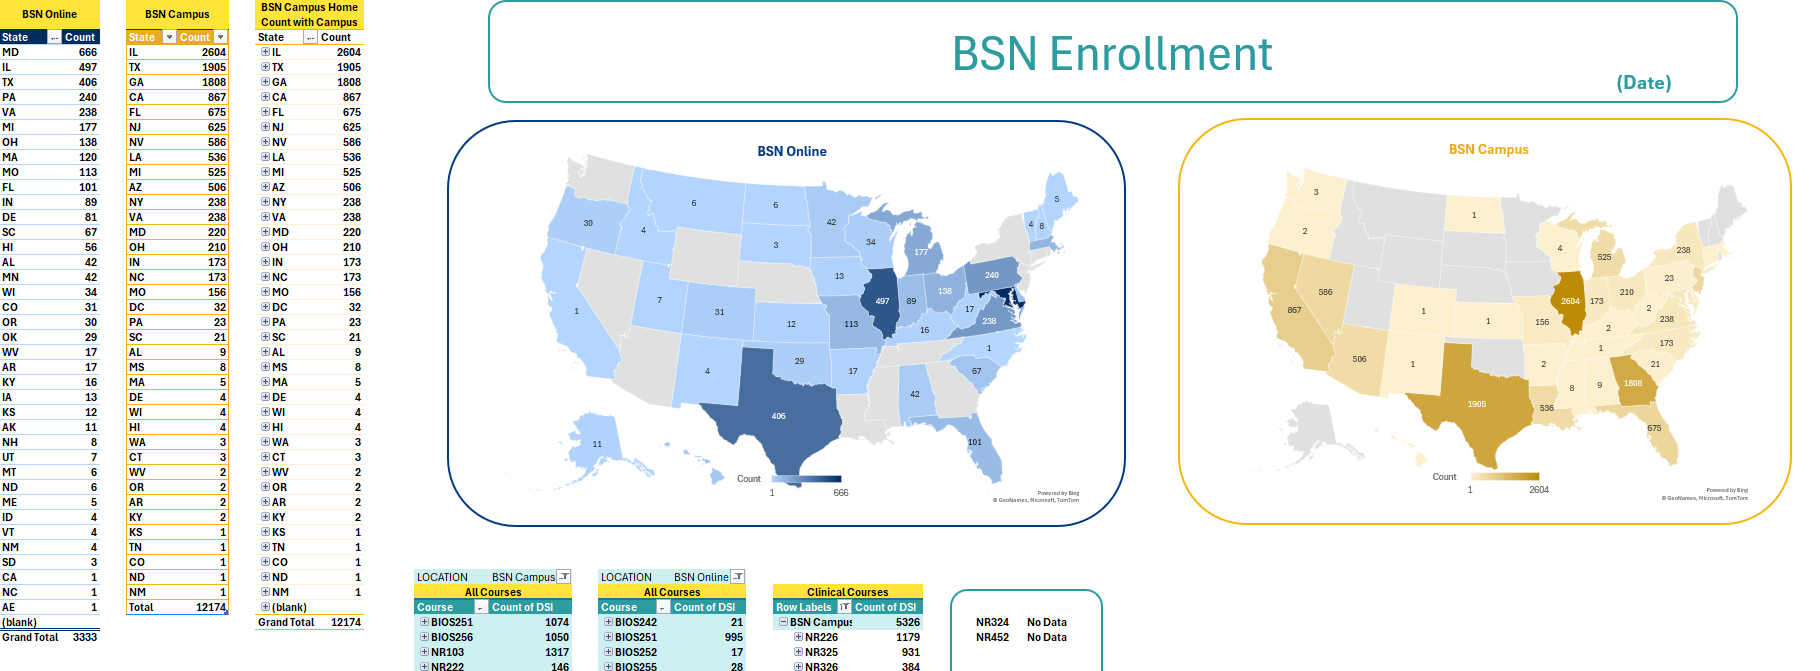 BSN Online
State Count
MD 666
IL 497
TX 406
PA 240
VA 238
MI 177
OH 138
MA 120
MO 113
FL 101
IN 89
DE 81
SC 67
HI 56
AL 42
MN 42
WI 34
CO 31
OR 30
OK 29
WV 17
AR 17
KY 16
IA 13
KS 12
AK 11
NH 8
UT 7
MT 6
ND 6
ME 5
ID 4
VT 4
NM 4
SD 3
CA 1
NC 1
AE 1
(blank)
Grand Total 3333
BSN Campus
State Count
IL 2604
TX 1905
GA 1808
CA 867
FL 675
NJ 625
NV 586
LA 536
MI 525
AZ 506
NY 238
VA 238
MD 220
OH 210
IN 173
NC 173
MO 156
DC 32
PA 23
SC 21
AL 9
MS 8
MA 5
DE 4
WI 4
HI 4
WA 3
CT 3
WV 2
OR 2
AR 2
KY 2
KS 1
TN 1
CO 1
ND 1
NM 1
Total 12174
BSN Campus Home
Count with Campus
State Count
IL 2604
TX 1905
GA 1808
CA 867
FL 675
NJ 625
NV 586
LA 536
MI 525
AZ 506
NY 238
VA 238
MD 220
OH 210
IN 173
NC 173
MO 156
DC 32
PA 23
SC 21
AL 9
MS 8
MA 5
DE 4
WI 4
HI 4
WA 3
CT 3
WV 2
OR 2
AR 2
KY 2
KS 1
TN 1
CO 1
ND 1
NM 1
(blank)
Grand Total 12174
BSN Enrollment
(Date)
BSN Online
5
6
6
30
42
4 8
4
34
3
177
240
13
138
7
497
89
31
17
12
113
238
16
1
29
4
17
67
42
406
101
11
Count
1 666
Powered by Bing
© GeoNames, Microsoft, TomTom
BSN Campus
3
1
2
4
238
525
23
586
210
2604
173
867
1
2
1
156
238
2
173
1
506
1
2
21
1808
9
8
1905
536
675
Count
1 2604
Powered by Bing
© GeoNames, Microsoft, TomTom
LOCATION BSN Campus
All Courses
Course Count of DSI
BIOS251 1074
BIOS256 1050
NR103 1317
NR222 146
LOCATION BSN Online
All Courses
Course Count of DSI
BIOS242 21
BIOS251 995
BIOS252 17
BIOS255 28
Clinical Courses
Row Labels Count of DSI
BSN Campus 5326
NR226 1179
NR325 931
NR326 384
NR324 No Data
NR452 No Data